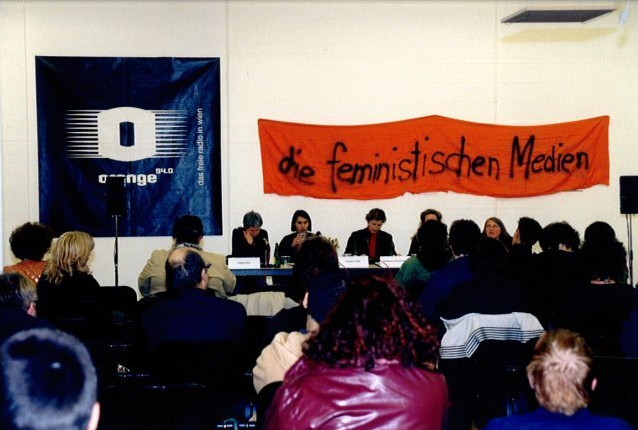 orange 94.0
das freie radio in wien
die feministischen Medien